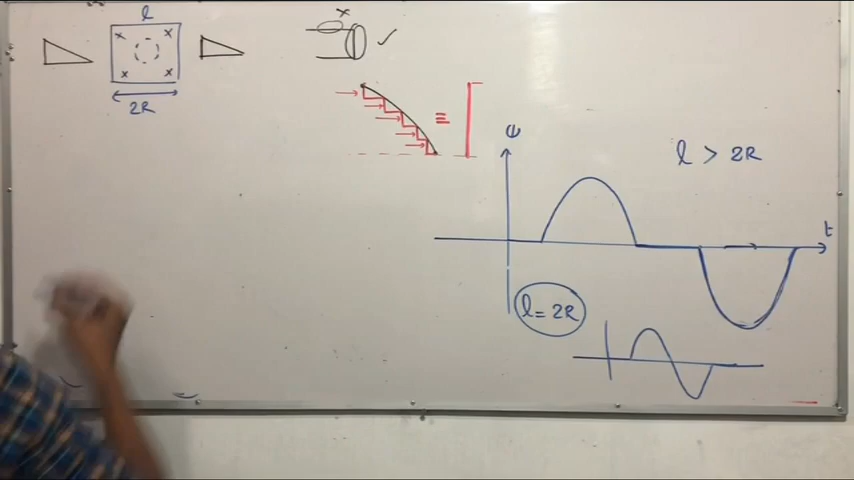 l
x x
x x
2R
x ✓
≡
e
l > 2R
t
l = 2R